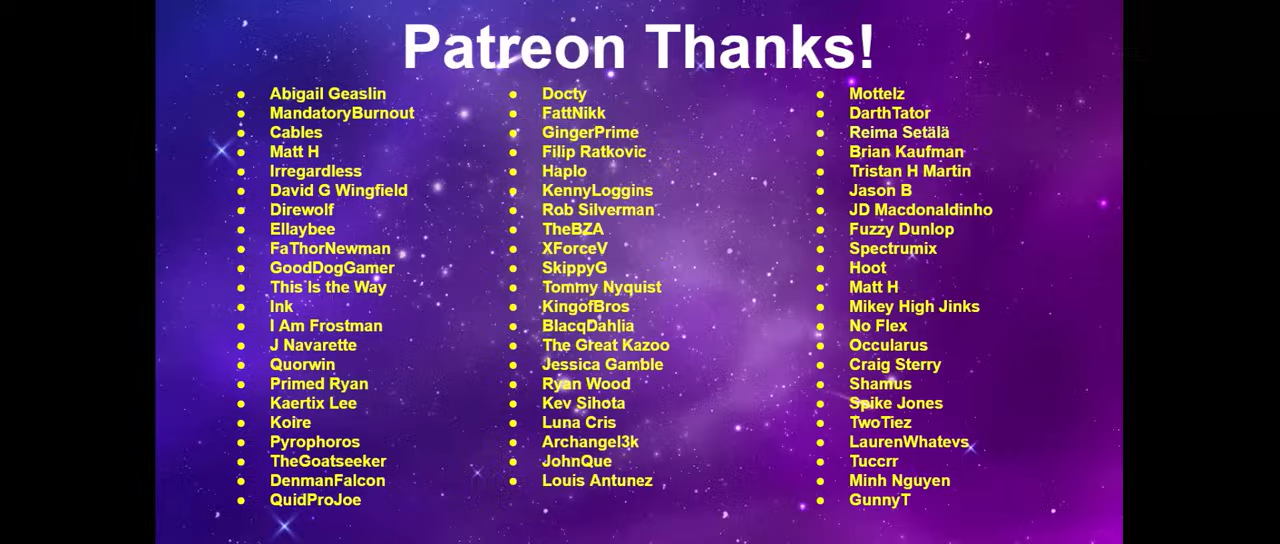 Patreon Thanks!
Abigail Geaslin
MandatoryBurnout
Cables
Matt H
Irregardless
David G Wingfield
Direwolf
Ellaybee
FaThorNewman
GoodDogGamer
This Is the Way
Ink
I Am Frostman
J Navarette
Quorwin
Primed Ryan
Kaertix Lee
Koire
Pyrophoros
TheGoatseeker
DenmanFalcon
QuidProJoe
Docty
FattNikk
GingerPrime
Filip Ratkovic
Haplo
KennyLoggins
Rob Silverman
TheBZA
XForceV
SkippyG
Tommy Nyquist
KingofBros
BlacqDahlia
The Great Kazoo
Jessica Gamble
Ryan Wood
Kev Sihota
Luna Cris
Archangel3k
JohnQue
Louis Antunez
Mottelz
DarthTator
Reima Setälä
Brian Kaufman
Tristan H Martin
Jason B
JD Macdonaldinho
Fuzzy Dunlop
Spectrumix
Hoot
Matt H
Mikey High Jinks
No Flex
Occularus
Craig Sterry
Shamus
Spike Jones
TwoTiez
LaurenWhatevs
Tuccrr
Minh Nguyen
GunnyT